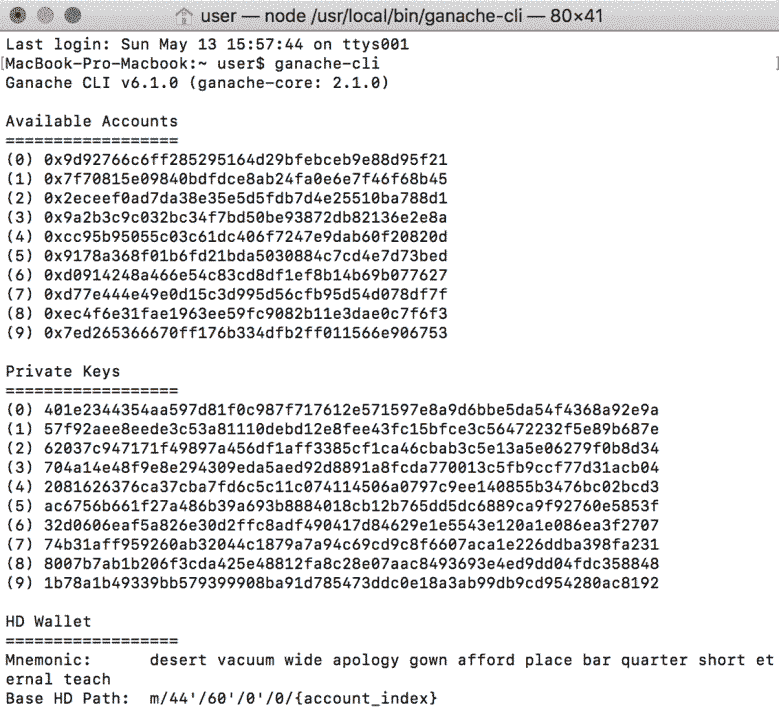 user — node /usr/local/bin/ganache-cli — 80×41
Last login: Sun May 13 15:57:44 on ttys001
[MacBook-Pro-Macbook:~ user$ ganache-cli ]
Ganache CLI v6.1.0 (ganache-core: 2.1.0)
Available Accounts
==================
(0) 0x9d92766c6ff285295164d29bfebceb9e88d95f21
(1) 0x7f70815e09840bdfdce8ab24fa0e6e7f46f68b45
(2) 0x2eceef0ad7da38e35e5d5fdb7d4e25510ba788d1
(3) 0x9a2b3c9c032bc34f7bd50be93872db82136e2e8a
(4) 0xcc95b95055c03c61dc406f7247e9dab60f20820d
(5) 0x9178a368f01b6fd21bda5030884c7cd4e7d73bed
(6) 0xd0914248a466e54c83cd8df1ef8b14b69b077627
(7) 0xd77e444e49e0d15c3d995d56cfb95d54d078df7f
(8) 0xec4f6e31fae1963ee59fc9082b11e3dae0c7f6f3
(9) 0x7ed265366670ff176b334dfb2ff011566e906753
Private Keys
==================
(0) 401e2344354aa597d81f0c987f717612e571597e8a9d6bbe5da54f4368a92e9a
(1) 57f92aee8eede3c53a81110debd12e8fee43fc15bfce3c56472232f5e89b687e
(2) 62037c947171f49897a456df1aff3385cf1ca46cbab3c5e13a5e06279f0b8d34
(3) 704a14e48f9e8e294309eda5aed92d8891a8fcda770013c5fb9ccf77d31acb04
(4) 2081626376ca37cba7fd6c5c11c074114506a0797c9ee140855b3476bc02bcd3
(5) ac6756b661f27a486b39a693b8884018cb12b765dd5dc6889ca9f92760e5853f
(6) 32d0606eaf5a826e30d2ffc8adf490417d84629e1e5543e120a1e086ea3f2707
(7) 74b31aff959260ab32044c1879a7a94c69cd9c8f6607aca1e226ddba398fa231
(8) 8007b7ab1b206f3cda425e48812fa8c28e07aac8493693e4ed9dd04fdc358848
(9) 1b78a1b49339bb579399908ba91d785473ddc0e18a3ab99db9cd954280ac8192
HD Wallet
==================
Mnemonic:      desert vacuum wide apology gown afford place bar quarter short et
ernal teach
Base HD Path:  m/44'/60'/0'/0/{account_index}